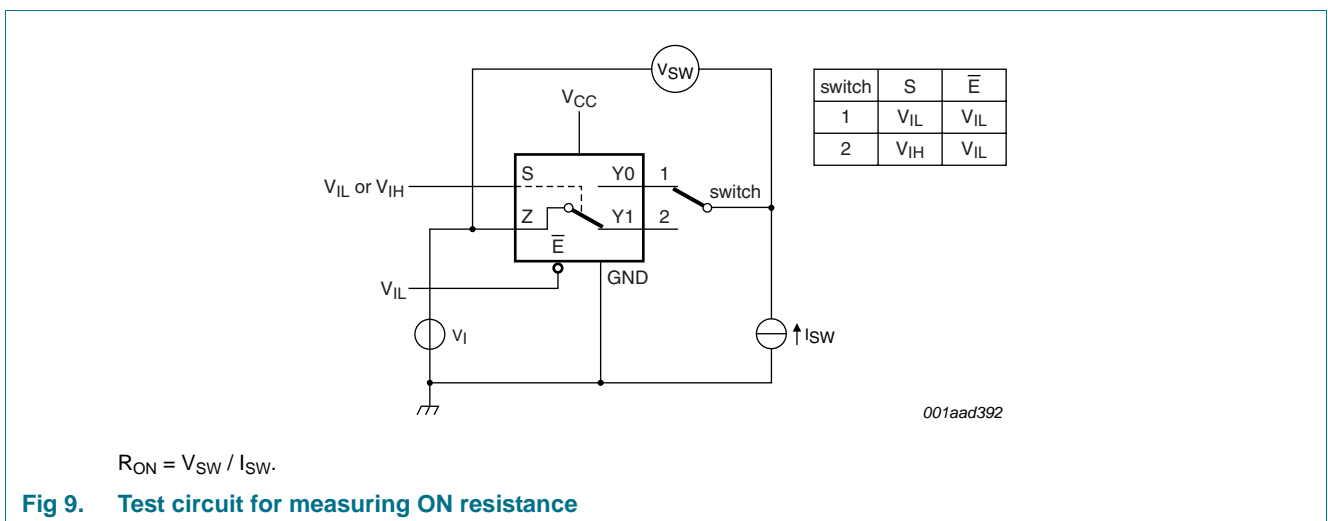 VSW
VCC
switch S E̅
1 VIL VIL
2 VIH VIL
S Y0 1
VIL or VIH
switch
Z Y1 2
E̅
GND
VIL
VI
ISW
001aad392
RON = VSW / ISW.
Fig 9. Test circuit for measuring ON resistance